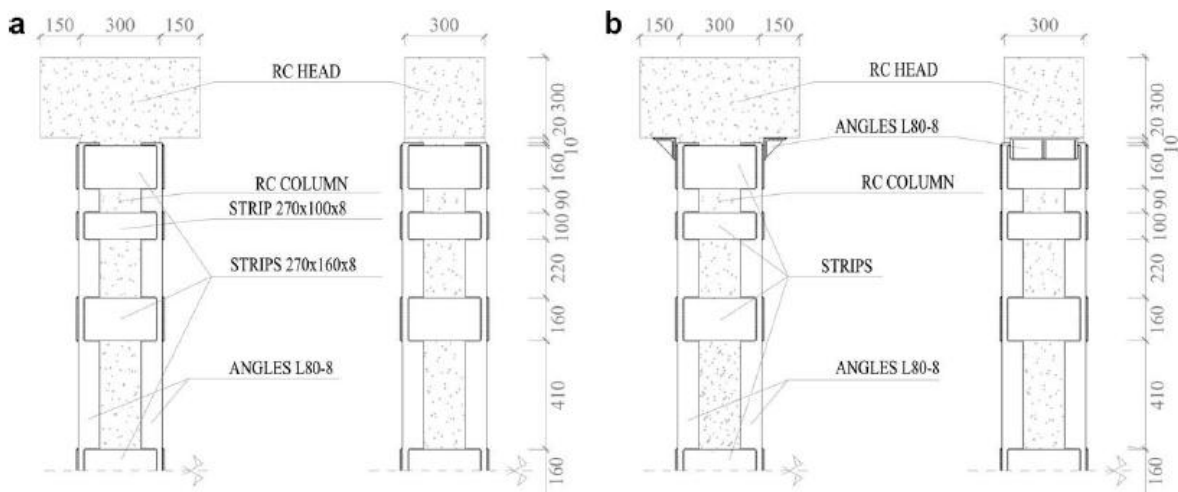 a
150 300 150
300
RC HEAD
RC COLUMN
STRIP 270x100x8
STRIPS 270x160x8
ANGLES L80-8
300
20
10
160
90
100
220
160
410
160
b
150 300 150
300
RC HEAD
ANGLES L80-8
RC COLUMN
STRIPS
ANGLES L80-8
300
20
10
160
90
100
220
160
410
160